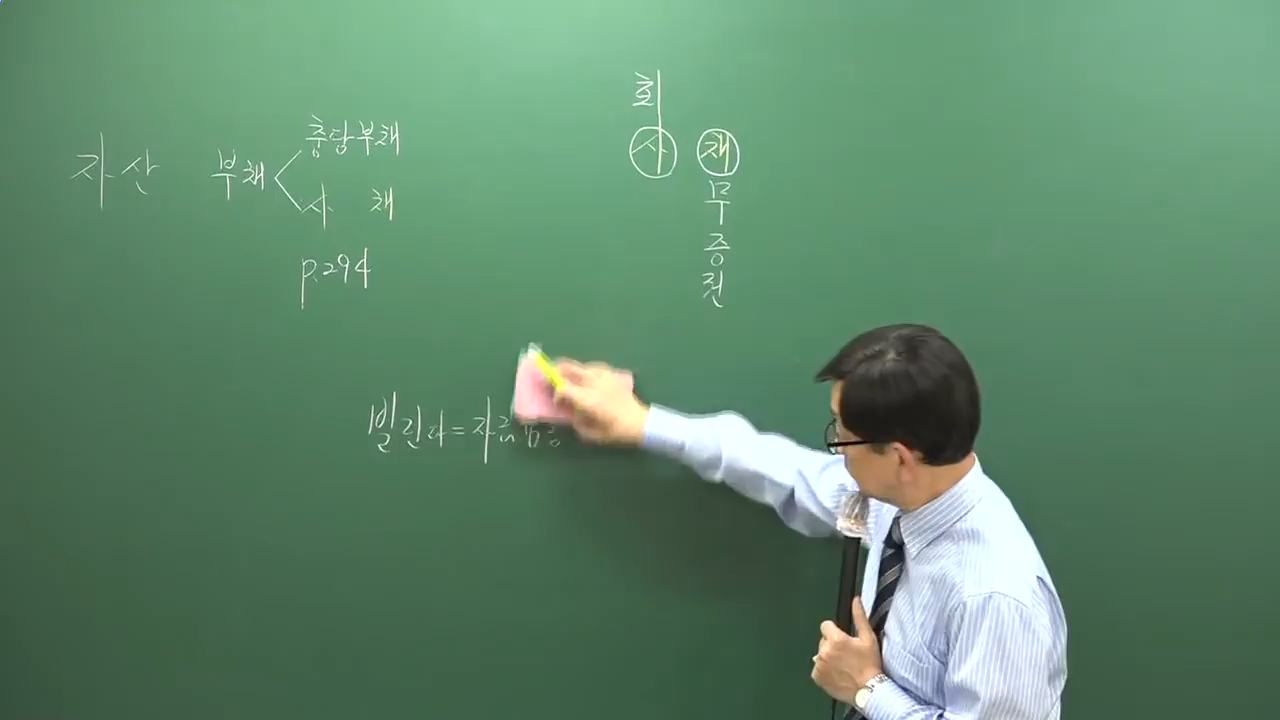 자산 부채 충당부채
사 채
p.294
회
사 채
무
증
권
빌린다 = 자금